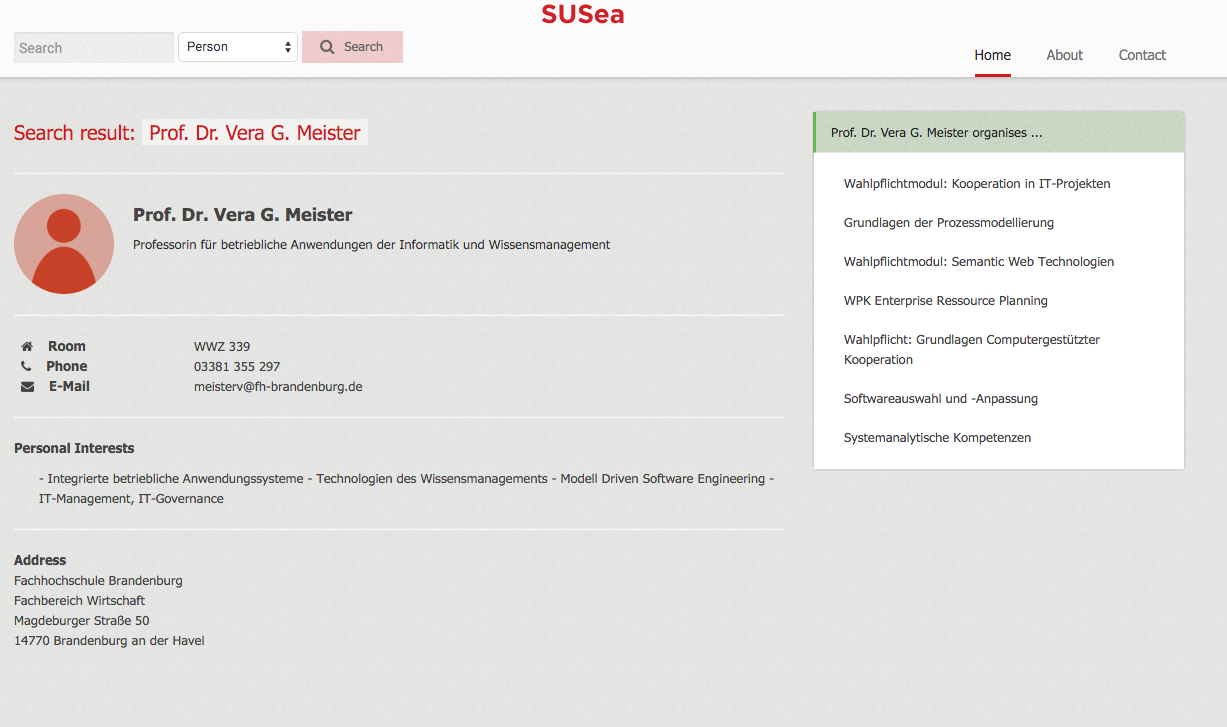 SUSea
Search
Person
Search
Home
About
Contact
Search result: Prof. Dr. Vera G. Meister
Prof. Dr. Vera G. Meister
Professorin für betriebliche Anwendungen der Informatik und Wissensmanagement
Room WWZ 339
Phone 03381 355 297
E-Mail meisterv@fh-brandenburg.de
Personal Interests
- Integrierte betriebliche Anwendungssysteme - Technologien des Wissensmanagements - Modell Driven Software Engineering -
IT-Management, IT-Governance
Address
Fachhochschule Brandenburg
Fachbereich Wirtschaft
Magdeburger Straße 50
14770 Brandenburg an der Havel
Prof. Dr. Vera G. Meister organises ...
Wahlpflichtmodul: Kooperation in IT-Projekten
Grundlagen der Prozessmodellierung
Wahlpflichtmodul: Semantic Web Technologien
WPK Enterprise Ressource Planning
Wahlpflicht: Grundlagen Computergestützter
Kooperation
Softwareauswahl und -Anpassung
Systemanalytische Kompetenzen